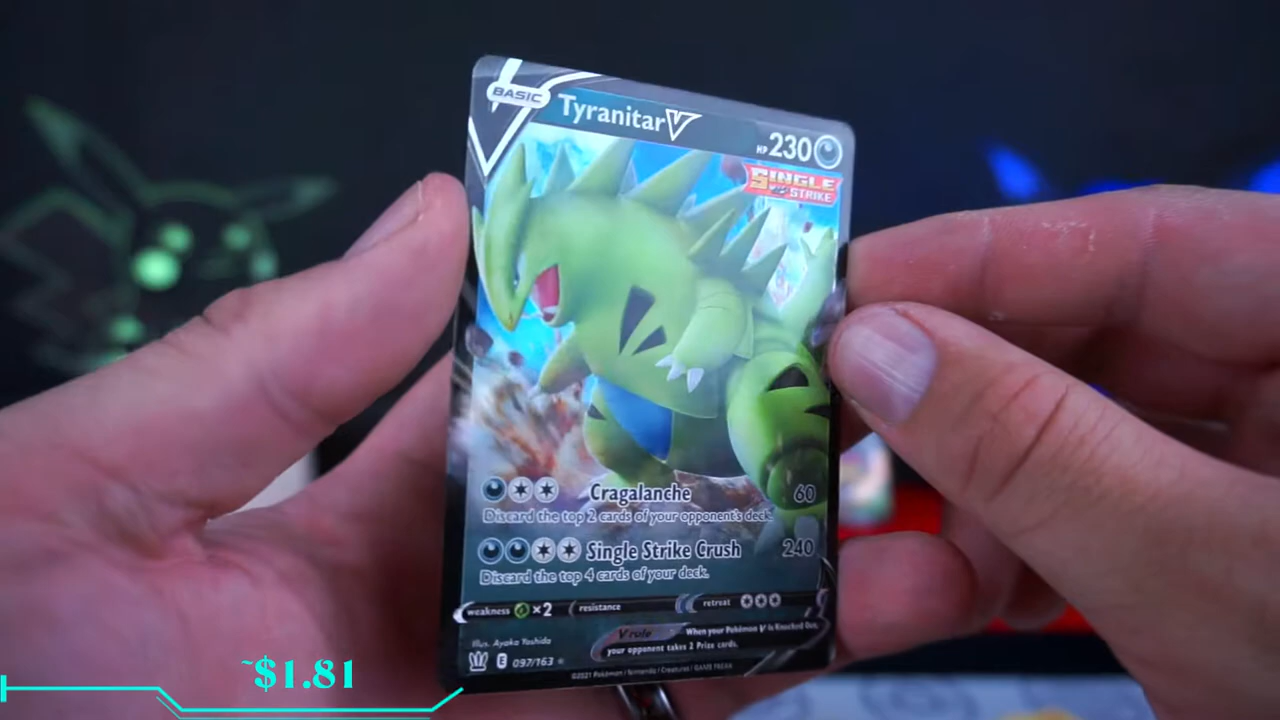 BASIC
Tyranitar V
HP 230
SINGLE STRIKE
Cragalanche 60
Discard the top 2 cards of your opponent's deck.
Single Strike Crush 240
Discard the top 4 cards of your deck.
weakness ×2 resistance retreat
V rule When your Pokémon V is Knocked Out,
your opponent takes 2 Prize cards.
Illus. Ayaka Yoshida
E 097/163
©2021 Pokémon / Nintendo / Creatures / GAME FREAK
~$1.81